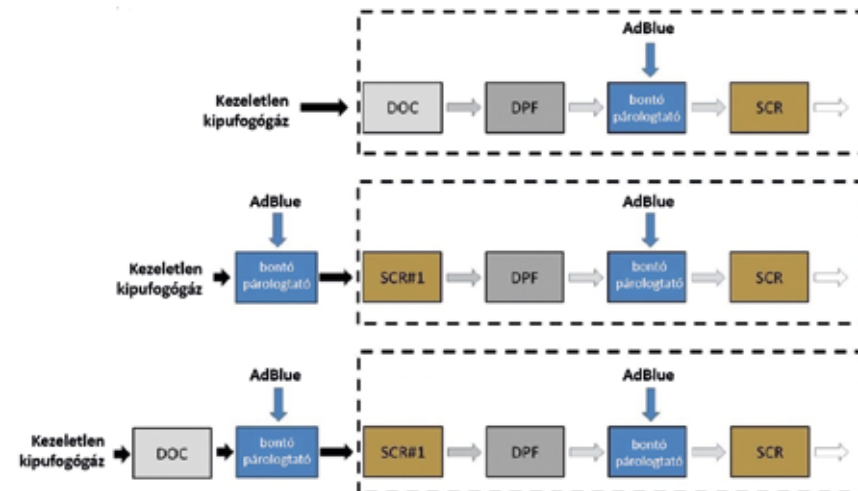 AdBlue
Kezeletlen
kipufogógáz
DOC
DPF
bontó
párologtató
SCR
AdBlue
AdBlue
Kezeletlen
kipufogógáz
bontó
párologtató
SCR#1
DPF
bontó
párologtató
SCR
AdBlue
AdBlue
Kezeletlen
kipufogógáz
DOC
bontó
párologtató
SCR#1
DPF
bontó
párologtató
SCR